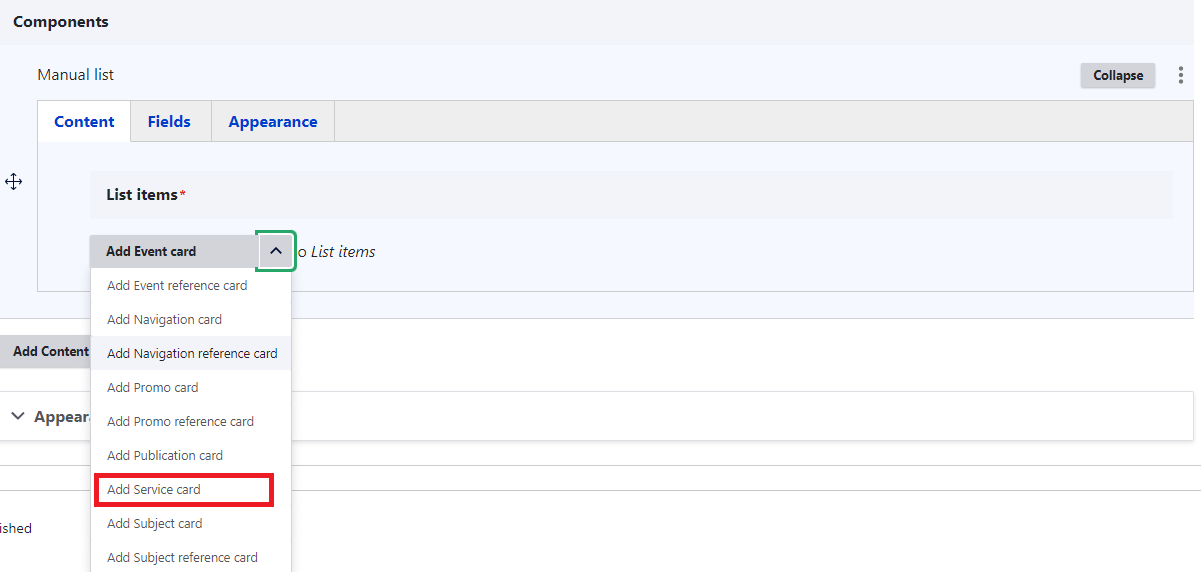 Components
Manual list
Collapse
Content Fields Appearance
List items*
Add Event card
o List items
Add Event reference card
Add Navigation card
Add Content
Add Navigation reference card
Add Promo card
Appear
Add Promo reference card
Add Publication card
Add Service card
Add Subject card
ished
Add Subject reference card